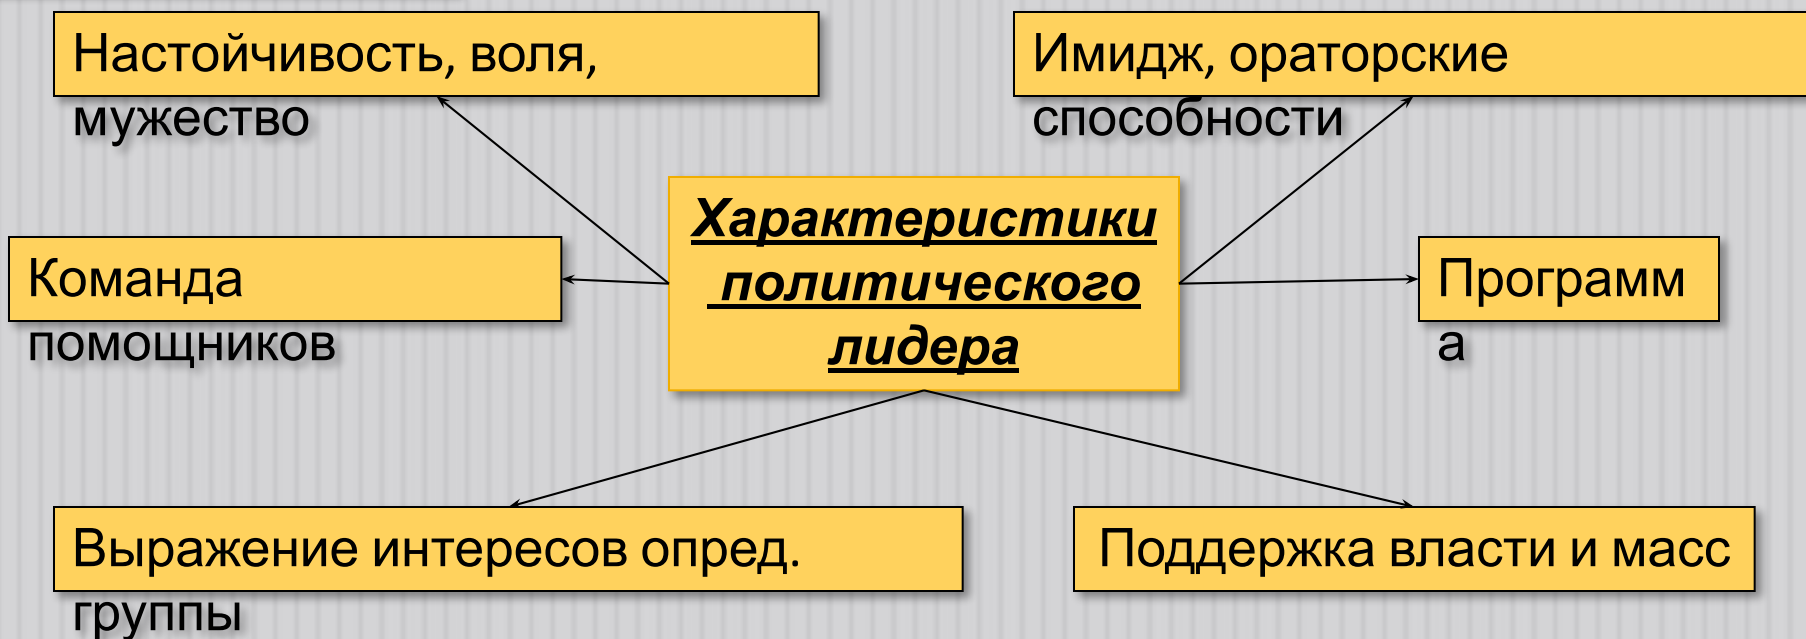 Настойчивость, воля,
мужество
Имидж, ораторские
способности
Характеристики
политического
лидера
Команда
помощников
Программ
а
Выражение интересов опред.
группы
Поддержка власти и масс